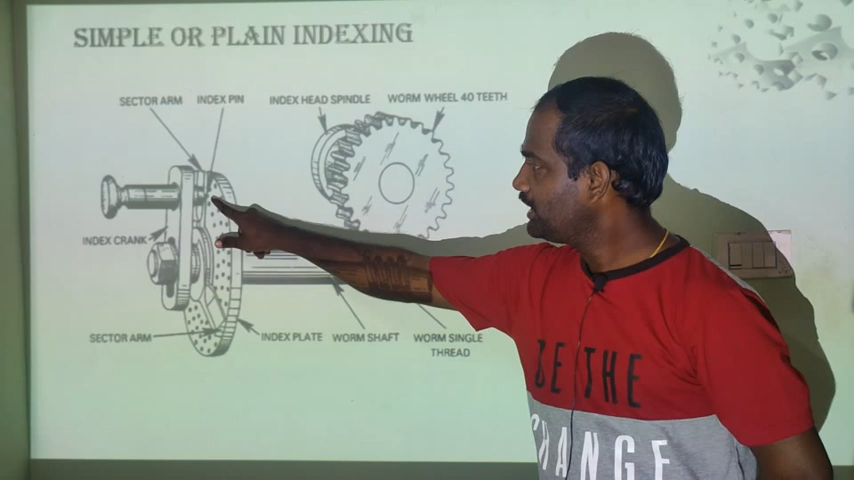 SIMPLE OR PLAIN INDEXING
SECTOR ARM
INDEX PIN
INDEX HEAD SPINDLE
WORM WHEEL 40 TEETH
INDEX CRANK
SECTOR ARM
INDEX PLATE
WORM SHAFT
WORM SINGLE
THREAD
BE THE
CHANGE